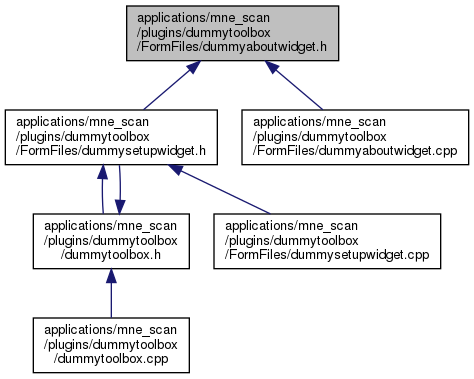 applications/mne_scan
/plugins/dummytoolbox
/FormFiles/dummyaboutwidget.h
applications/mne_scan
/plugins/dummytoolbox
/FormFiles/dummysetupwidget.h
applications/mne_scan
/plugins/dummytoolbox
/FormFiles/dummyaboutwidget.cpp
applications/mne_scan
/plugins/dummytoolbox
/dummytoolbox.h
applications/mne_scan
/plugins/dummytoolbox
/FormFiles/dummysetupwidget.cpp
applications/mne_scan
/plugins/dummytoolbox
/dummytoolbox.cpp